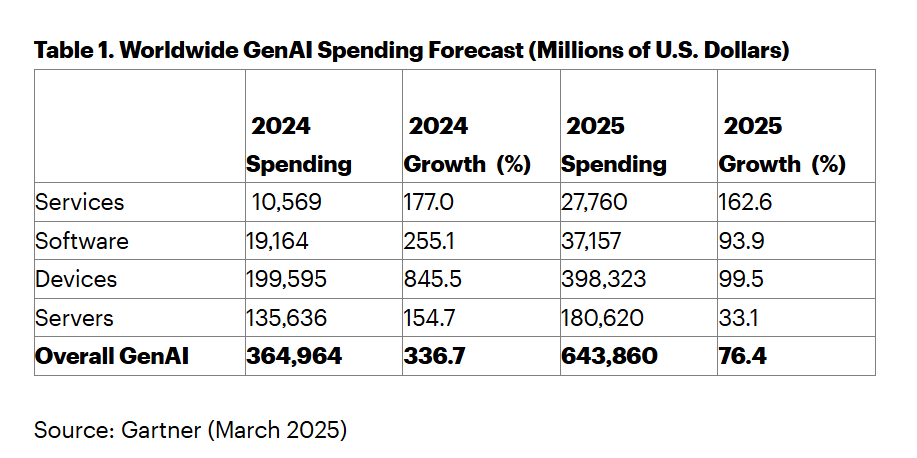 Table 1. Worldwide GenAI Spending Forecast (Millions of U.S. Dollars)
2024 2024 2025 2025
Spending Growth (%) Spending Growth (%)
Services 10,569 177.0 27,760 162.6
Software 19,164 255.1 37,157 93.9
Devices 199,595 845.5 398,323 99.5
Servers 135,636 154.7 180,620 33.1
Overall GenAI 364,964 336.7 643,860 76.4
Source: Gartner (March 2025)